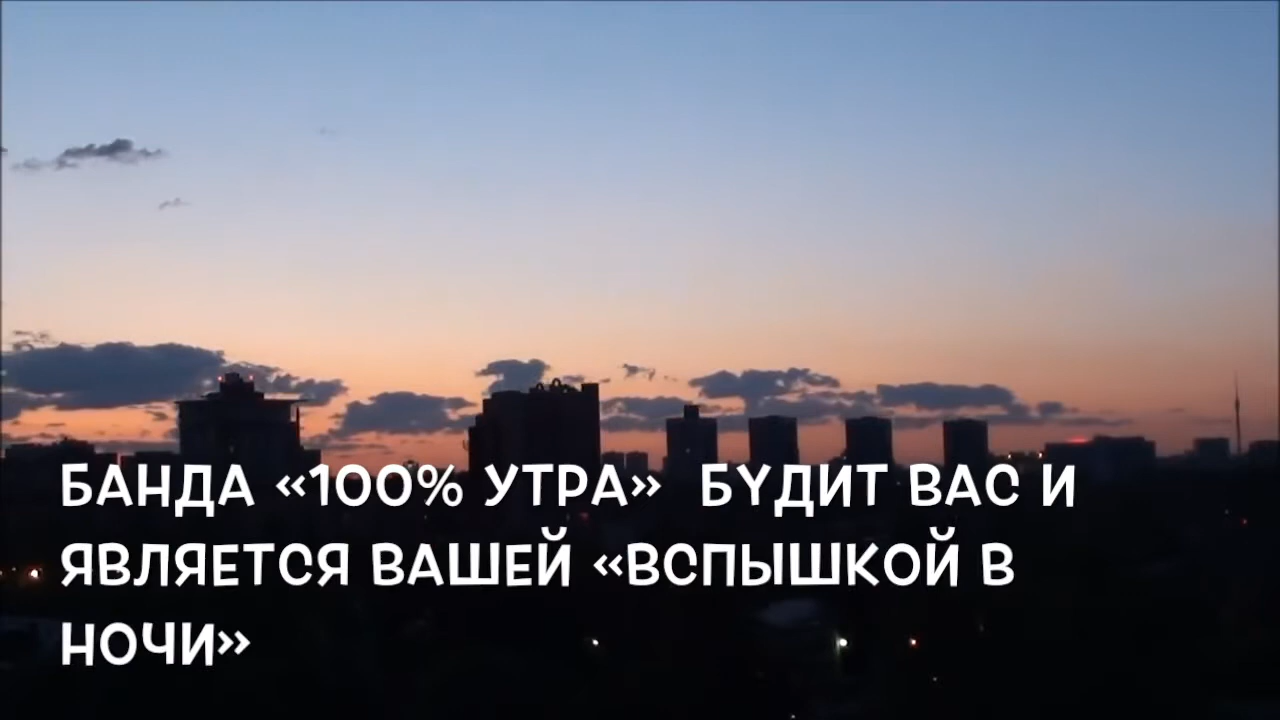 БАНДА «100% УТРА» БУДИТ ВАС И
ЯВЛЯЕТСЯ ВАШЕЙ «ВСПЫШКОЙ В
НОЧИ»